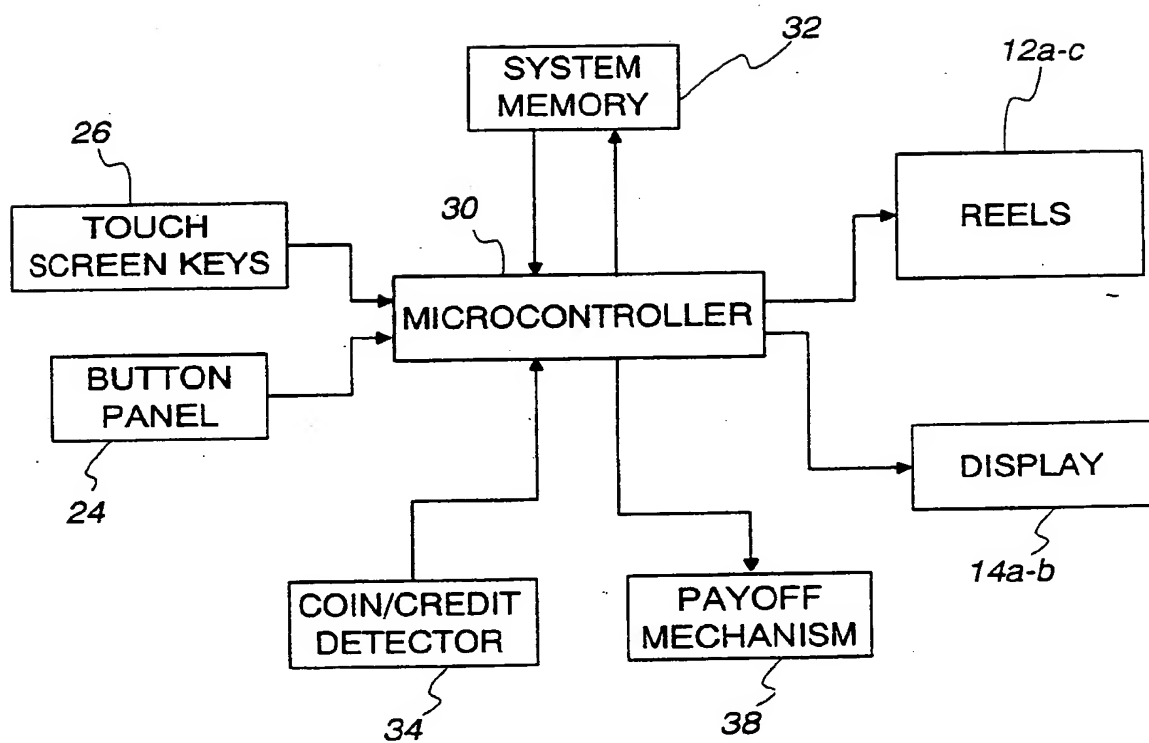 32
SYSTEM
MEMORY
12a-c
REELS
26
TOUCH
SCREEN KEYS
30
MICROCONTROLLER
BUTTON
PANEL
24
DISPLAY
14a-b
COIN/CREDIT
DETECTOR
34
PAYOFF
MECHANISM
38